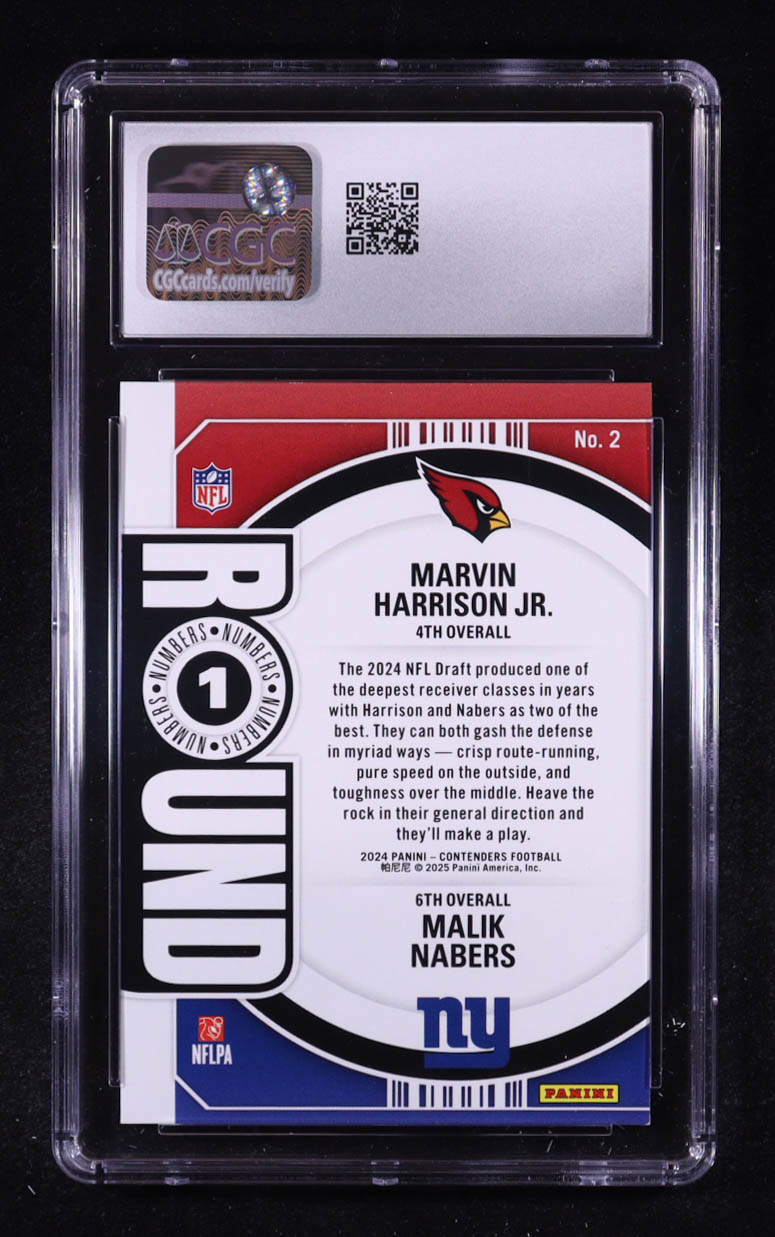 CGC
CGCcards.com/verify
No. 2
NFL
MARVIN
HARRISON JR.
4TH OVERALL
The 2024 NFL Draft produced one of
the deepest receiver classes in years
with Harrison and Nabers as two of the
best. They can both gash the defense
in myriad ways — crisp route-running,
pure speed on the outside, and
toughness over the middle. Heave the
rock in their general direction and
they'll make a play.
2024 PANINI – CONTENDERS FOOTBALL
帕尼尼 © 2025 Panini America, Inc.
6TH OVERALL
MALIK
NABERS
ny
ROUND
NUMBERS • NUMBERS • NUMBERS • NUMBERS •
1
NFLPA
PANINI